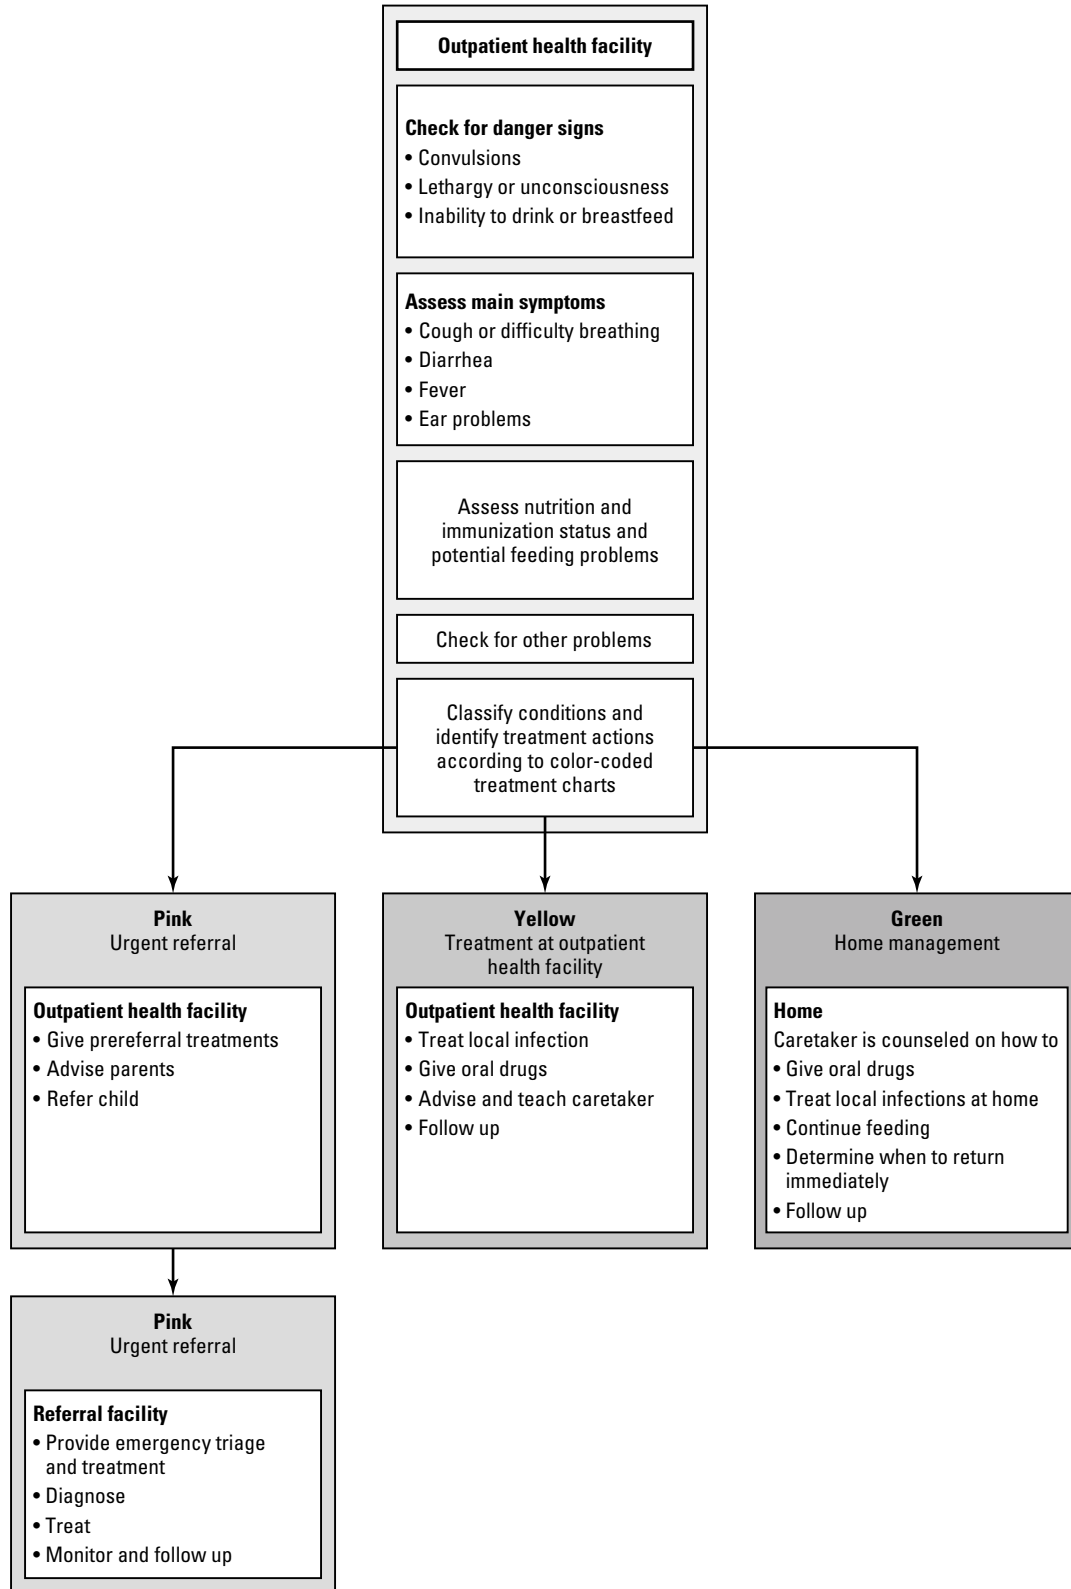 Outpatient health facility
Check for danger signs
• Convulsions
• Lethargy or unconsciousness
• Inability to drink or breastfeed
Assess main symptoms
• Cough or difficulty breathing
• Diarrhea
• Fever
• Ear problems
Assess nutrition and
immunization status and
potential feeding problems
Check for other problems
Classify conditions and
identify treatment actions
according to color-coded
treatment charts
Pink
Urgent referral
Outpatient health facility
• Give prereferral treatments
• Advise parents
• Refer child
Yellow
Treatment at outpatient
health facility
Outpatient health facility
• Treat local infection
• Give oral drugs
• Advise and teach caretaker
• Follow up
Green
Home management
Home
Caretaker is counseled on how to
• Give oral drugs
• Treat local infections at home
• Continue feeding
• Determine when to return
immediately
• Follow up
Pink
Urgent referral
Referral facility
• Provide emergency triage
and treatment
• Diagnose
• Treat
• Monitor and follow up